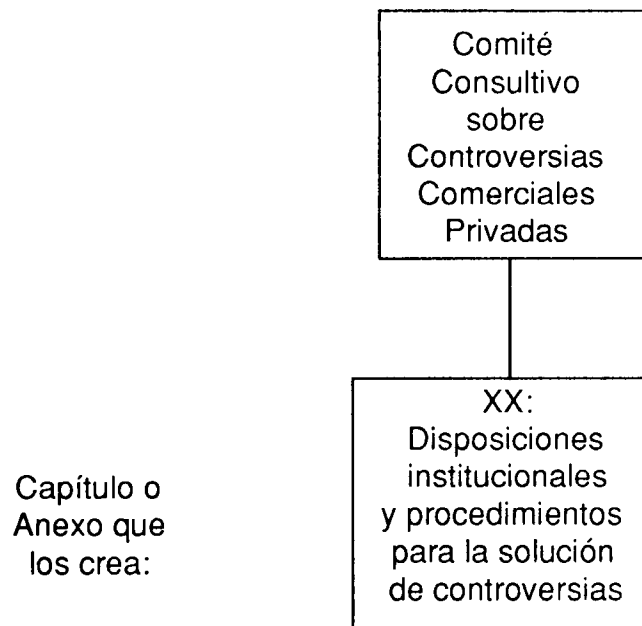 Comité
Consultivo
sobre
Controversias
Comerciales
Privadas
XX:
Disposiciones
institucionales
y procedimientos
para la solución
de controversias
Capítulo o
Anexo que
los crea: